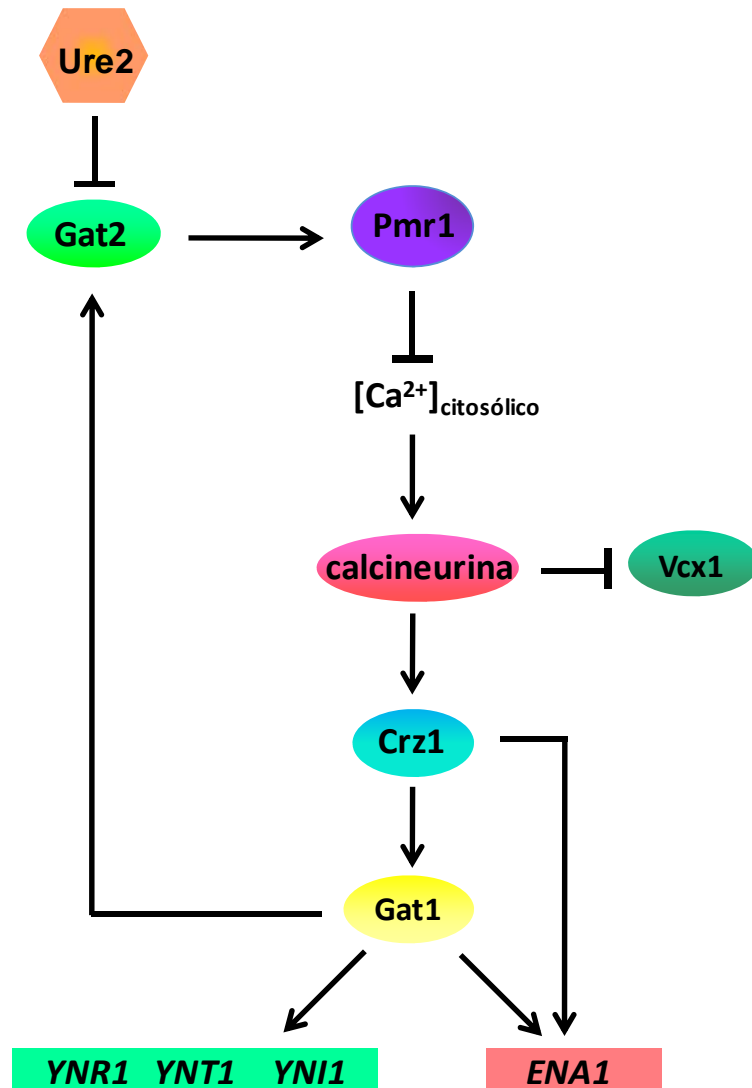 Ure2
Gat2
Pmr1
[Ca²⁺]citosólico
calcineurina
Vcx1
Crz1
Gat1
YNR1 YNT1 YNI1
ENA1